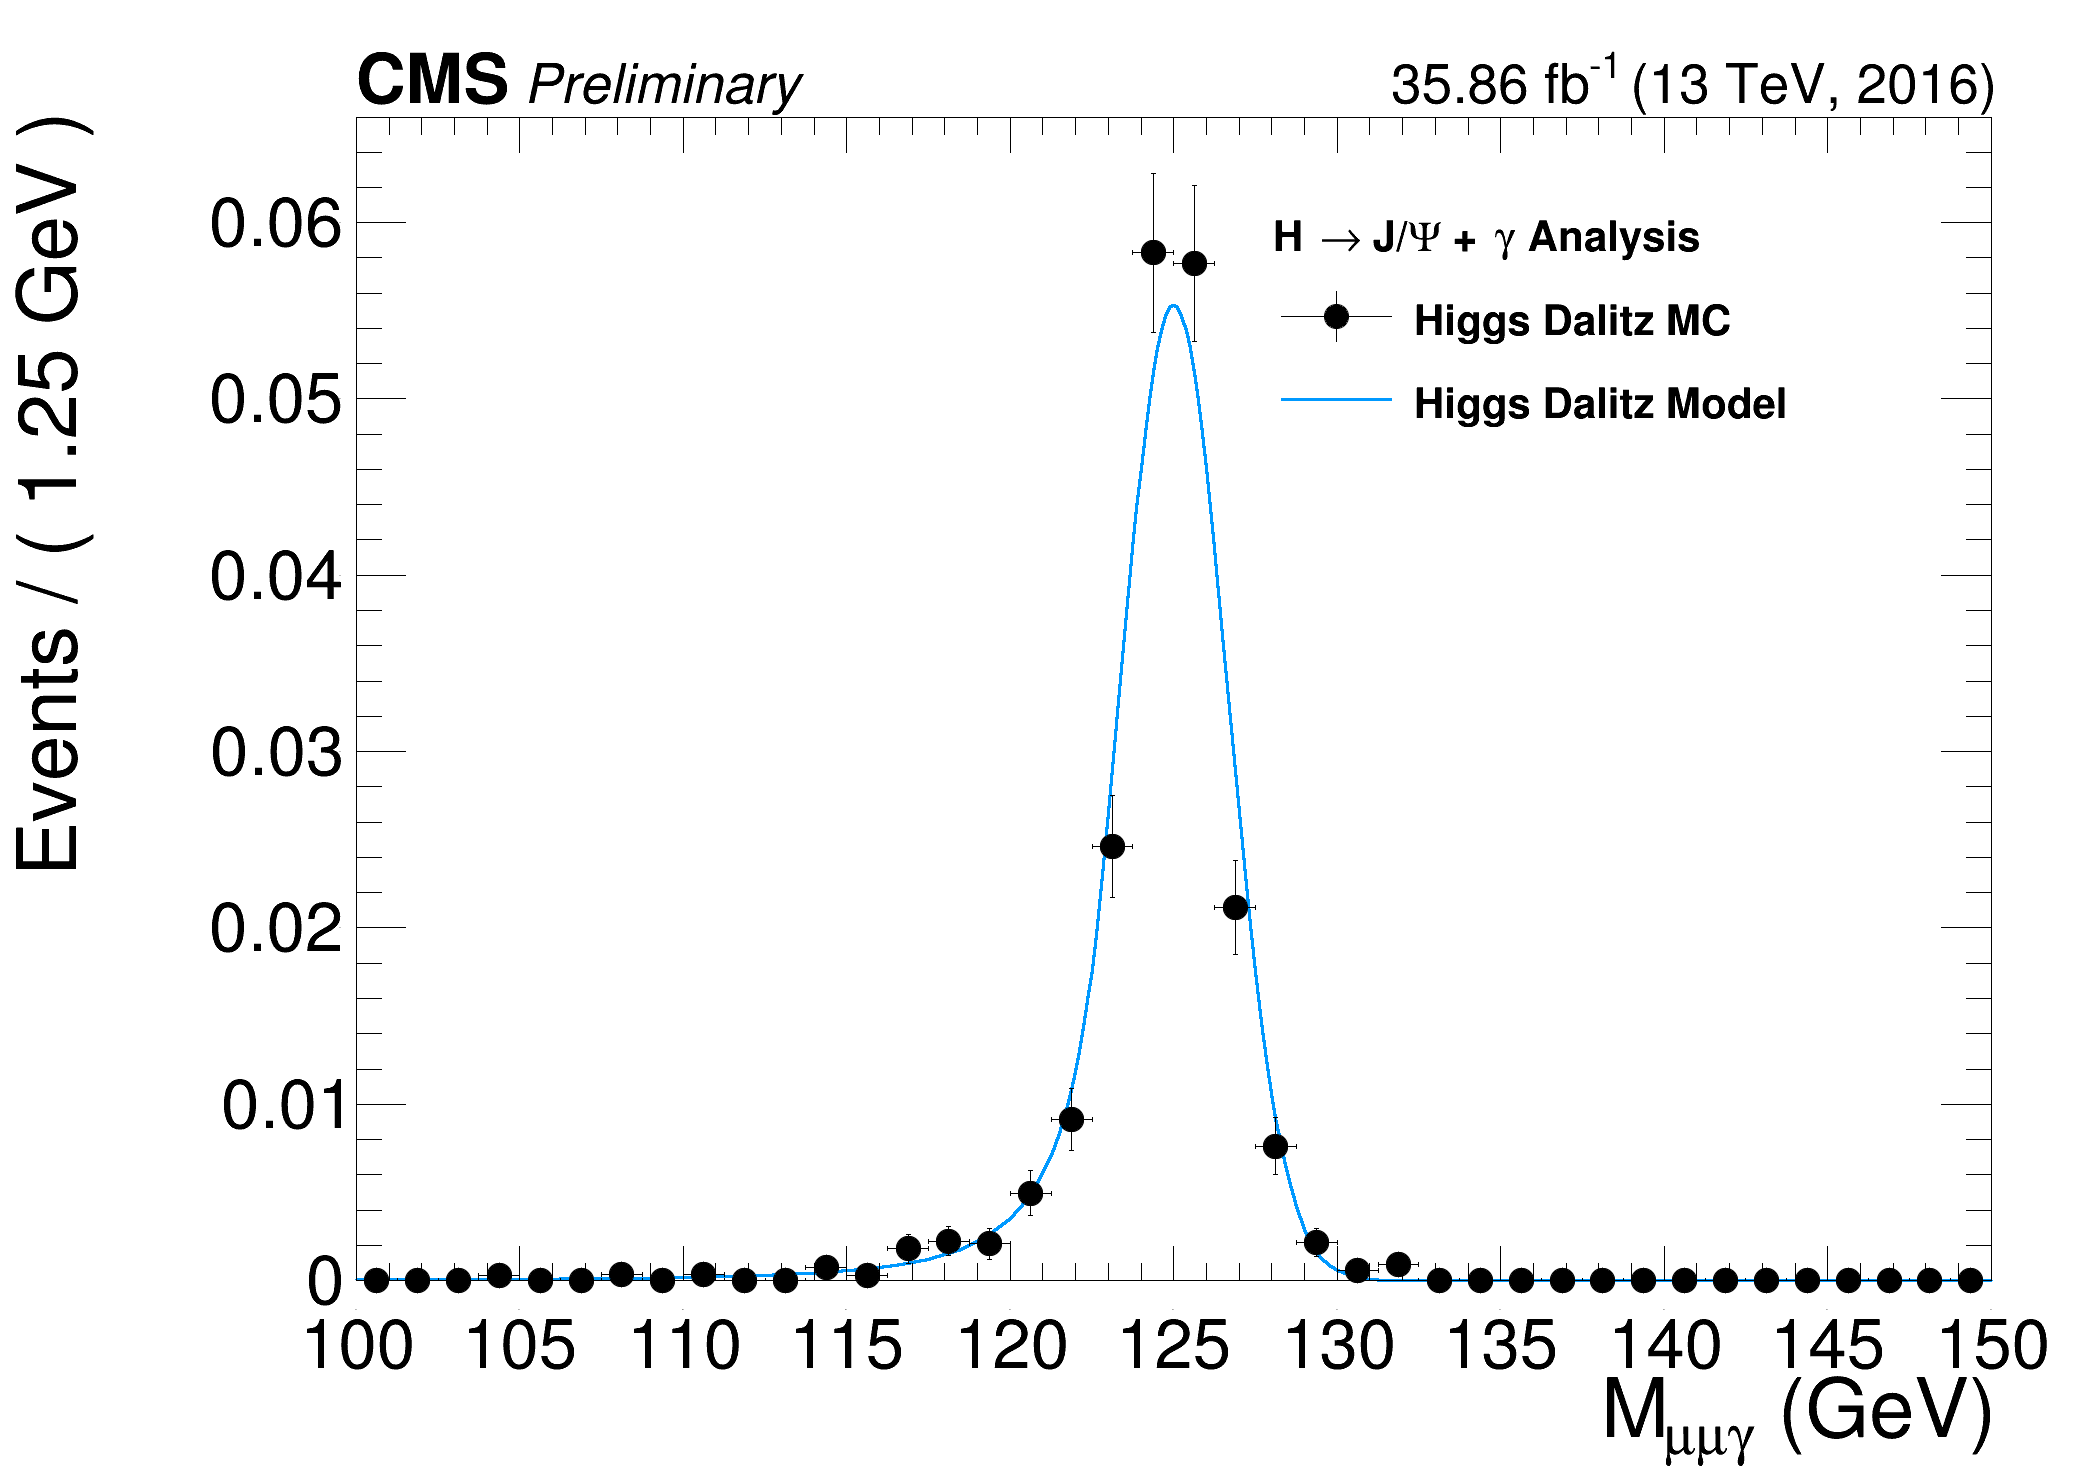 CMS Preliminary
35.86 fb⁻¹ (13 TeV, 2016)
Events / ( 1.25 GeV )
0.06
0.05
0.04
0.03
0.02
0.01
0
H → J/Ψ + γ Analysis
Higgs Dalitz MC
Higgs Dalitz Model
100 105 110 115 120 125 130 135 140 145 150
M_μμγ (GeV)